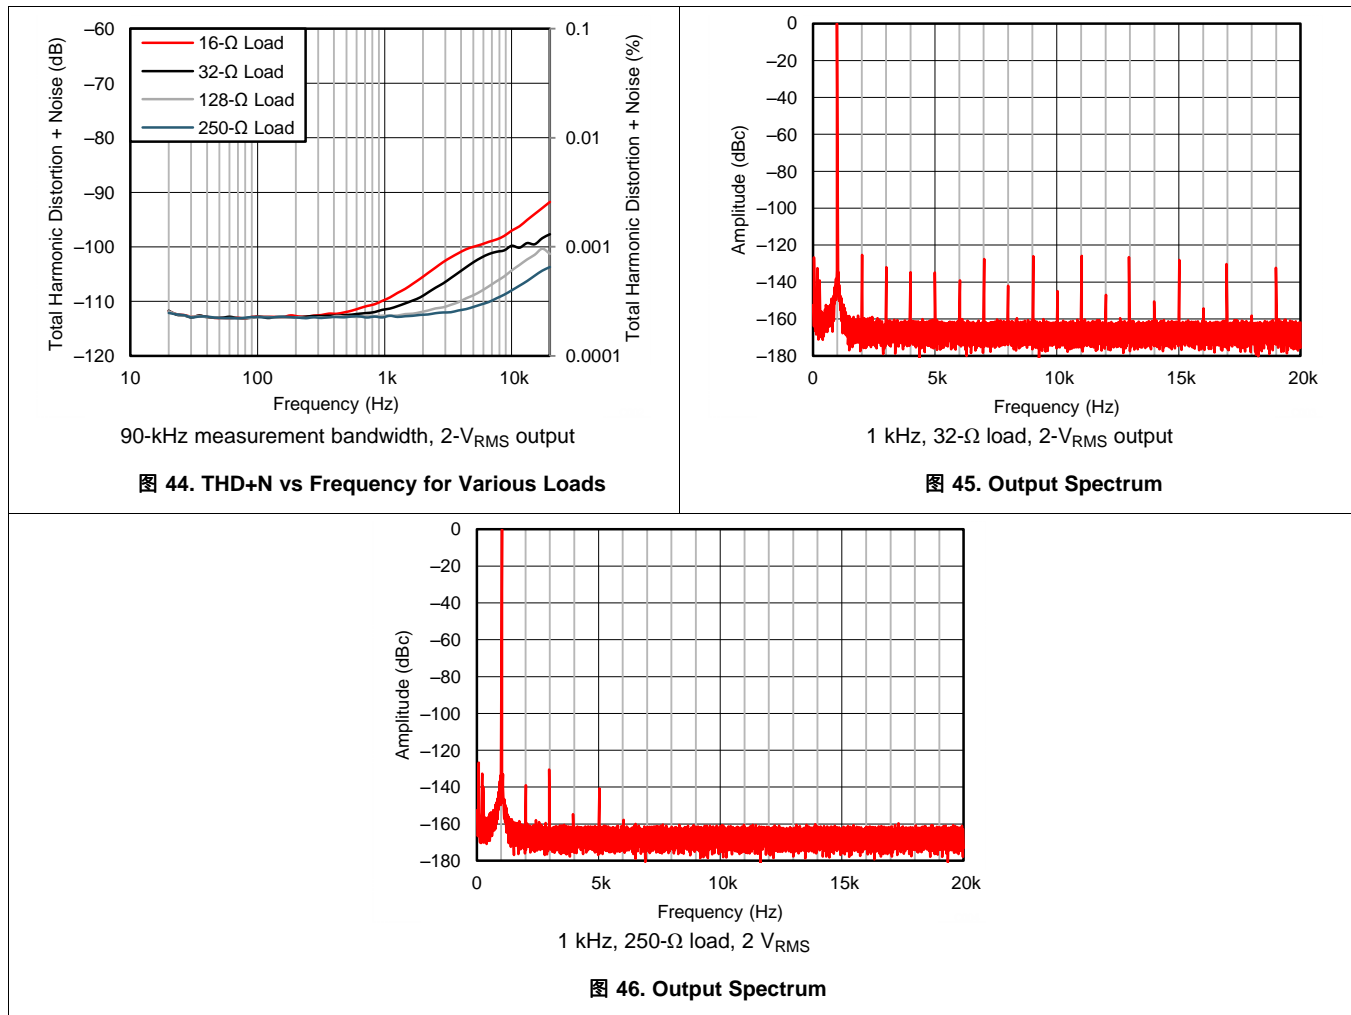 Total Harmonic Distortion + Noise (dB)
–60
–70
–80
–90
–100
–110
–120
16-Ω Load
32-Ω Load
128-Ω Load
250-Ω Load
0.1
0.01
0.001
0.0001
Total Harmonic Distortion + Noise (%)
10
100
1k
10k
Frequency (Hz)
90-kHz measurement bandwidth, 2-VRMS output
图 44. THD+N vs Frequency for Various Loads
Amplitude (dBc)
0
–20
–40
–60
–80
–100
–120
–140
–160
–180
0
5k
10k
15k
20k
Frequency (Hz)
1 kHz, 32-Ω load, 2-VRMS output
图 45. Output Spectrum
Amplitude (dBc)
0
–20
–40
–60
–80
–100
–120
–140
–160
–180
0
5k
10k
15k
20k
Frequency (Hz)
1 kHz, 250-Ω load, 2 VRMS
图 46. Output Spectrum